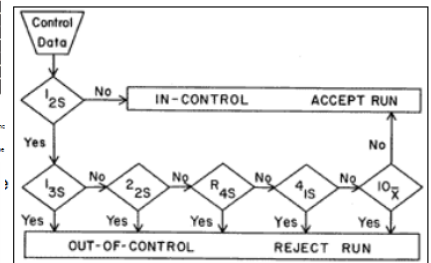 Control
Data
1 2S
No
IN-CONTROL ACCEPT RUN
Yes
No
1 3S
No
2 2S
No
R 4S
No
4 1S
No
10 x̅
Yes
Yes
Yes
Yes
Yes
OUT-OF-CONTROL REJECT RUN